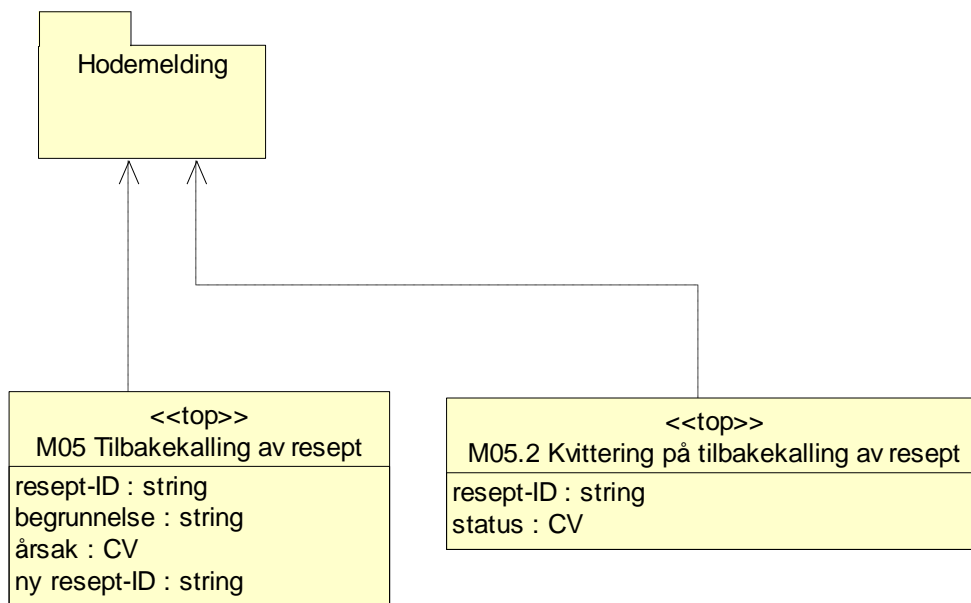 Hodemelding
<<top>>
M05 Tilbakekalling av resept
resept-ID : string
begrunnelse : string
årsak : CV
ny resept-ID : string
<<top>>
M05.2 Kvittering på tilbakekalling av resept
resept-ID : string
status : CV